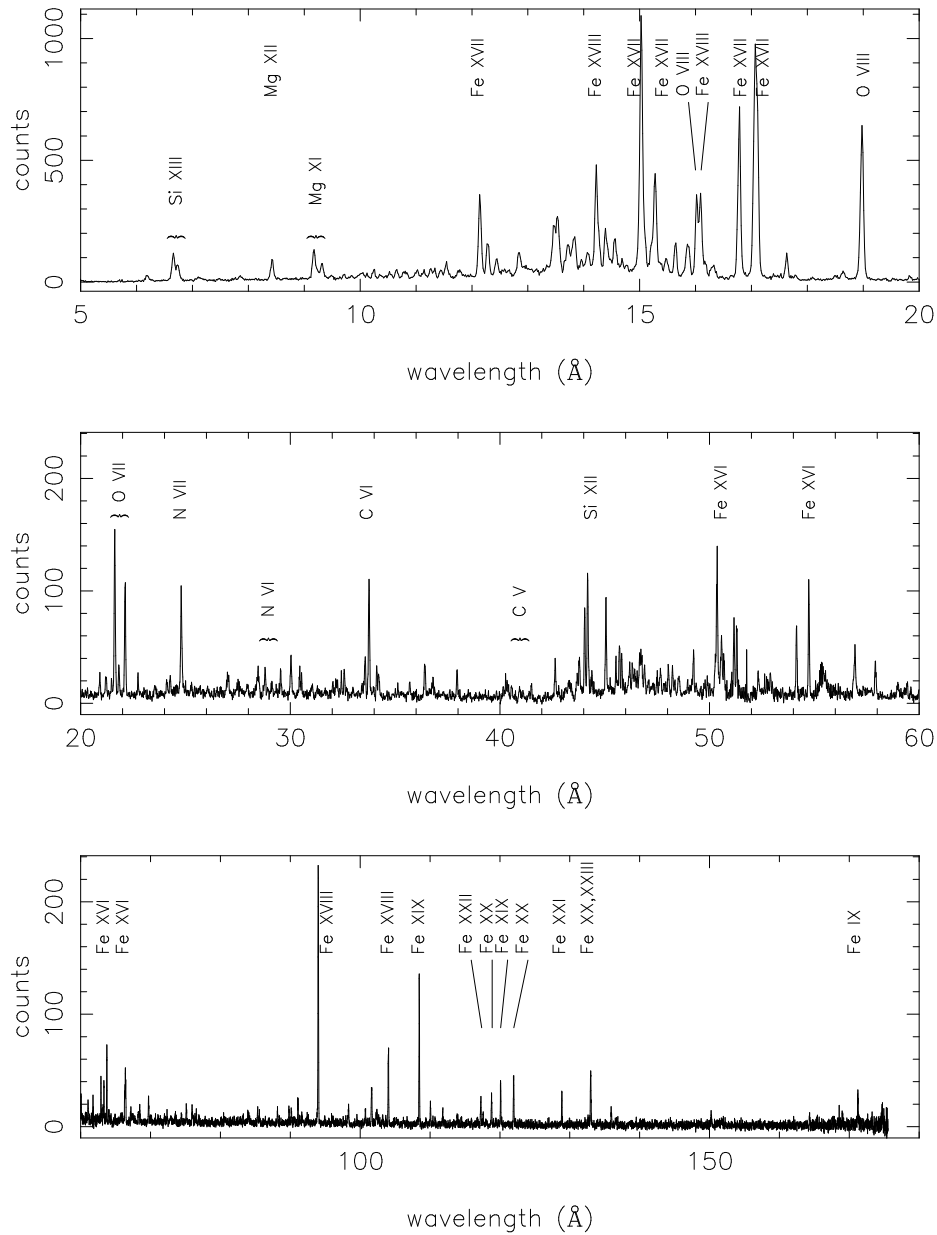 1000
500
0
counts
Si XIII
Mg XII
Mg XI
Fe XVII
Fe XVIII
Fe XVII
Fe XVII
O VIII
Fe XVIII
Fe XVII
Fe XVII
O VIII
5 10 15 20
wavelength (Å)
200
100
0
counts
O VII
N VII
N VI
C VI
C V
Si XII
Fe XVI
Fe XVI
20 30 40 50 60
wavelength (Å)
200
100
0
counts
Fe XVI
Fe XVI
Fe XVIII
Fe XVIII
Fe XIX
Fe XXII
Fe XX
Fe XIX
Fe XX
Fe XXI
Fe XX,XXIII
Fe IX
100 150
wavelength (Å)